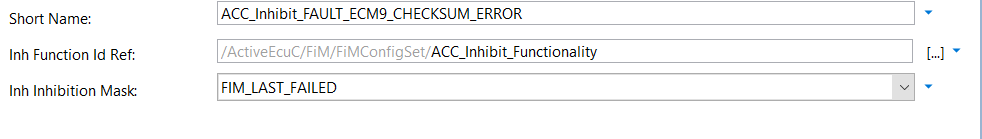 Short Name: ACC_Inhibit_FAULT_ECM9_CHECKSUM_ERROR
Inh Function Id Ref: /ActiveEcuC/FiM/FiMConfigSet/ACC_Inhibit_Functionality [...]
Inh Inhibition Mask: FIM_LAST_FAILED